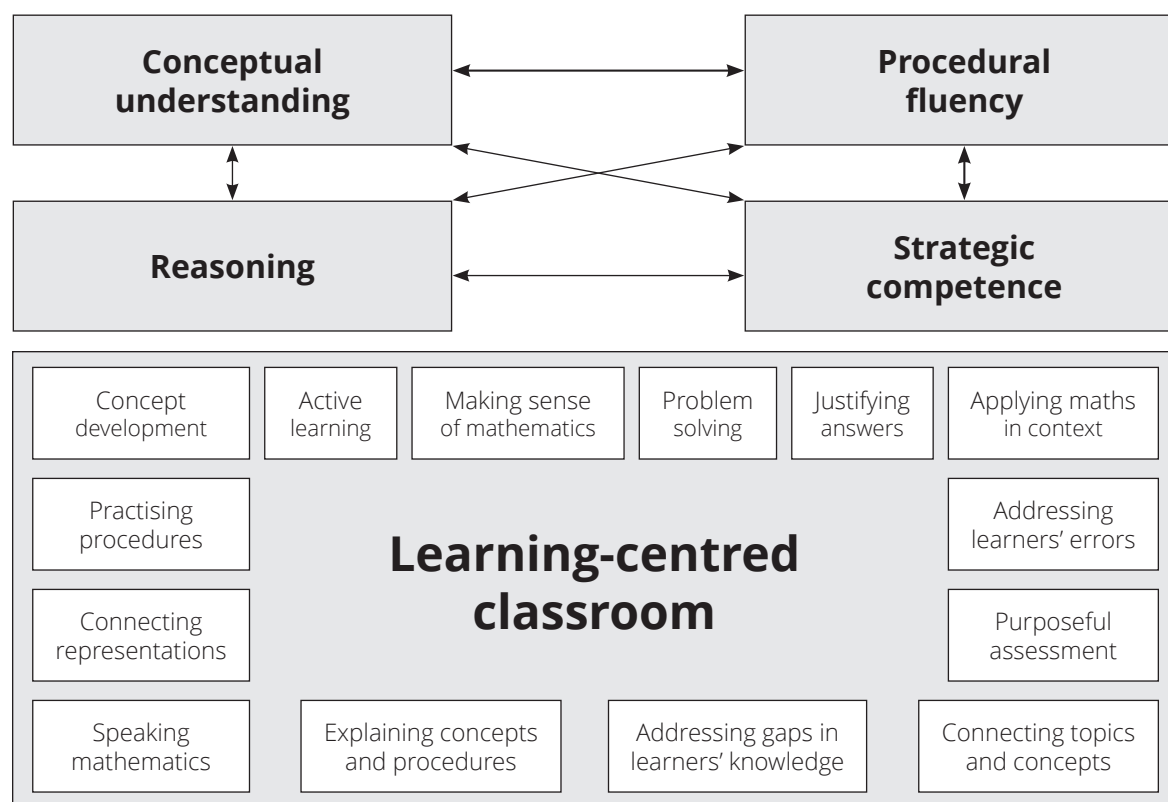 Conceptual
understanding
Procedural
fluency
Reasoning
Strategic
competence
Concept
development
Active
learning
Making sense
of mathematics
Problem
solving
Justifying
answers
Applying maths
in context
Practising
procedures
Addressing
learners’ errors
Learning-centred
classroom
Connecting
representations
Purposeful
assessment
Speaking
mathematics
Explaining concepts
and procedures
Addressing gaps in
learners’ knowledge
Connecting topics
and concepts